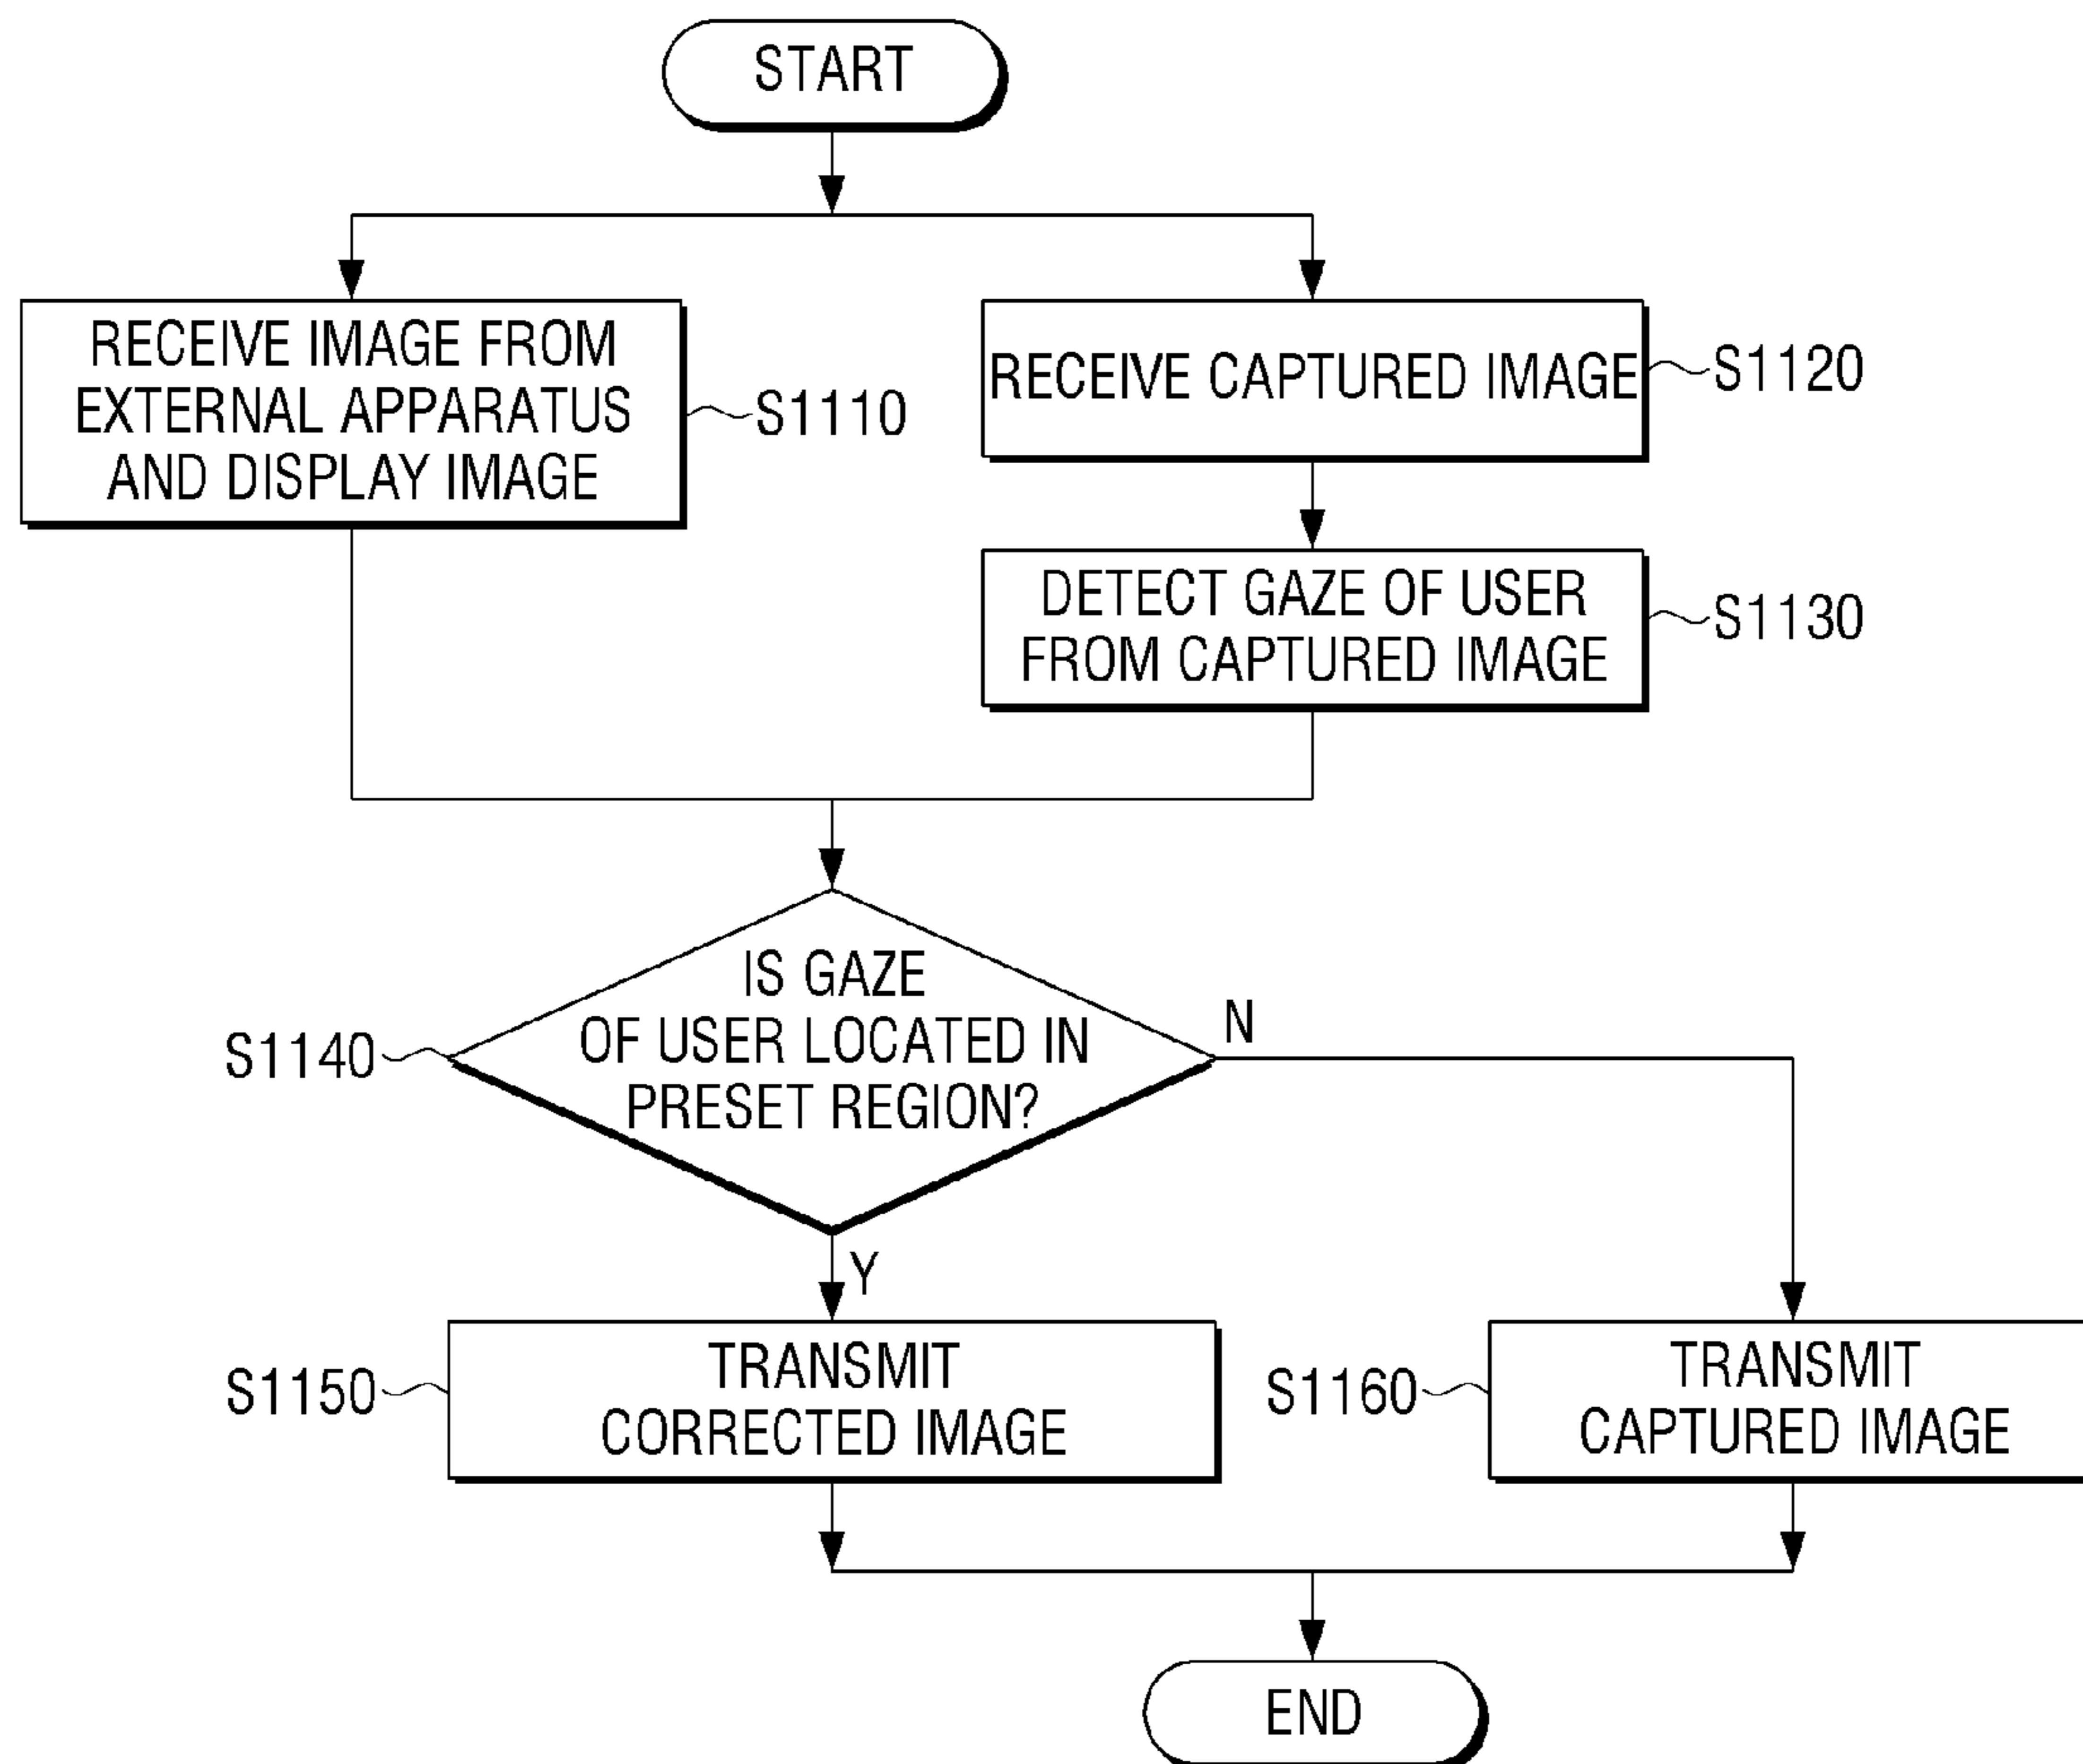 START
RECEIVE IMAGE FROM
EXTERNAL APPARATUS
AND DISPLAY IMAGE
S1110
RECEIVE CAPTURED IMAGE
S1120
DETECT GAZE OF USER
FROM CAPTURED IMAGE
S1130
IS GAZE
OF USER LOCATED IN
PRESET REGION?
S1140
N
Y
TRANSMIT
CORRECTED IMAGE
S1150
TRANSMIT
CAPTURED IMAGE
S1160
END